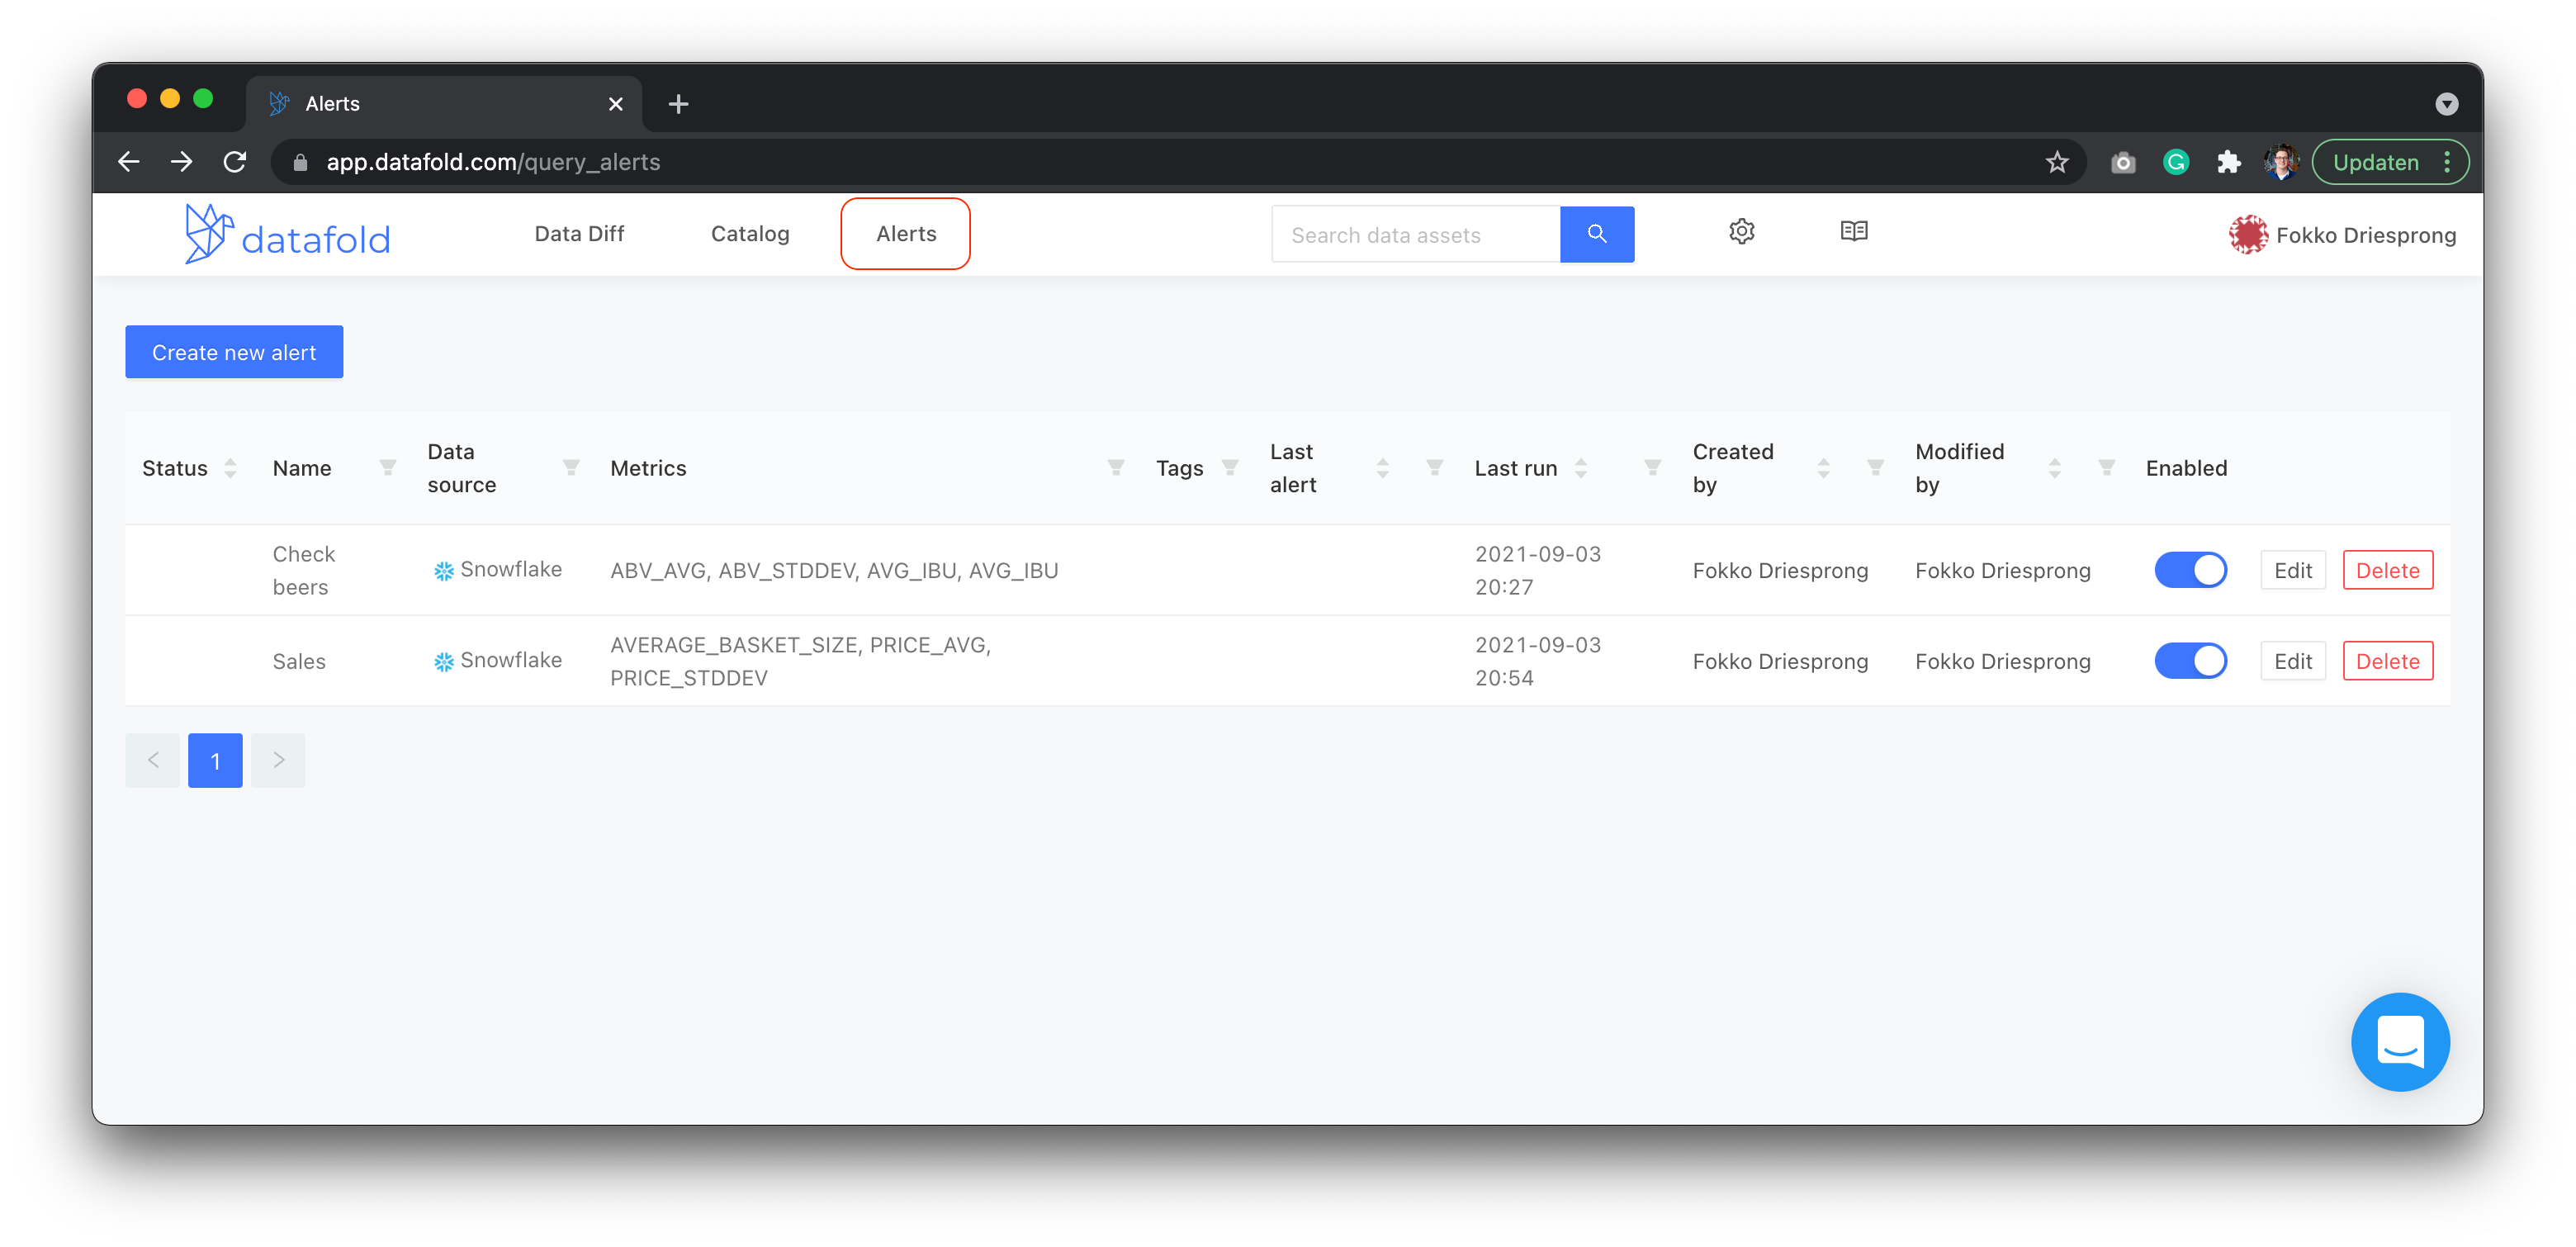 Alerts
app.datafold.com/query_alerts
Updaten
datafold
Data Diff
Catalog
Alerts
Search data assets
Fokko Driesprong
Create new alert
Status
Name
Data
source
Metrics
Tags
Last
alert
Last run
Created
by
Modified
by
Enabled
Check
beers
Snowflake
ABV_AVG, ABV_STDDEV, AVG_IBU, AVG_IBU
2021-09-03
20:27
Fokko Driesprong
Fokko Driesprong
Edit
Delete
Sales
Snowflake
AVERAGE_BASKET_SIZE, PRICE_AVG,
PRICE_STDDEV
2021-09-03
20:54
Fokko Driesprong
Fokko Driesprong
Edit
Delete
1